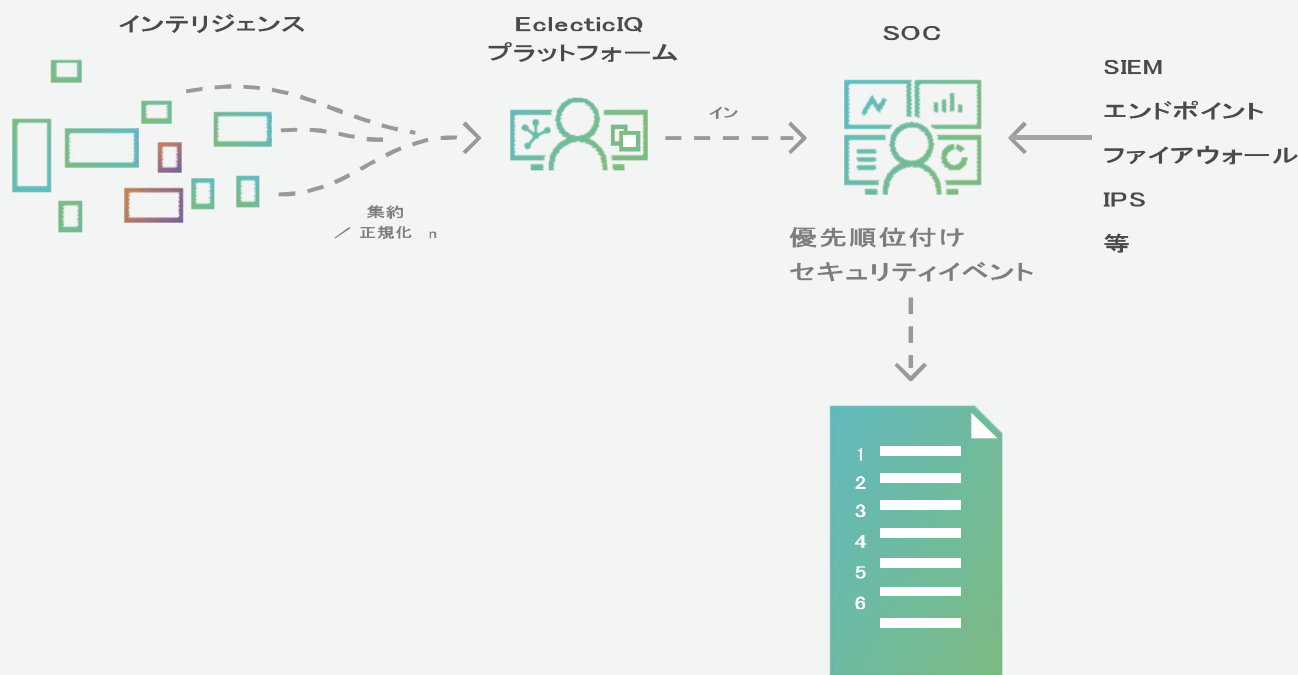 インテリジェンス
EclecticIQ
プラットフォーム
SOC
SIEM
エンドポイント
ファイアウォール
IPS
等
イン
集約
／ 正規化 n
優先順位付け
セキュリティイベント
1
2
3
4
5
6